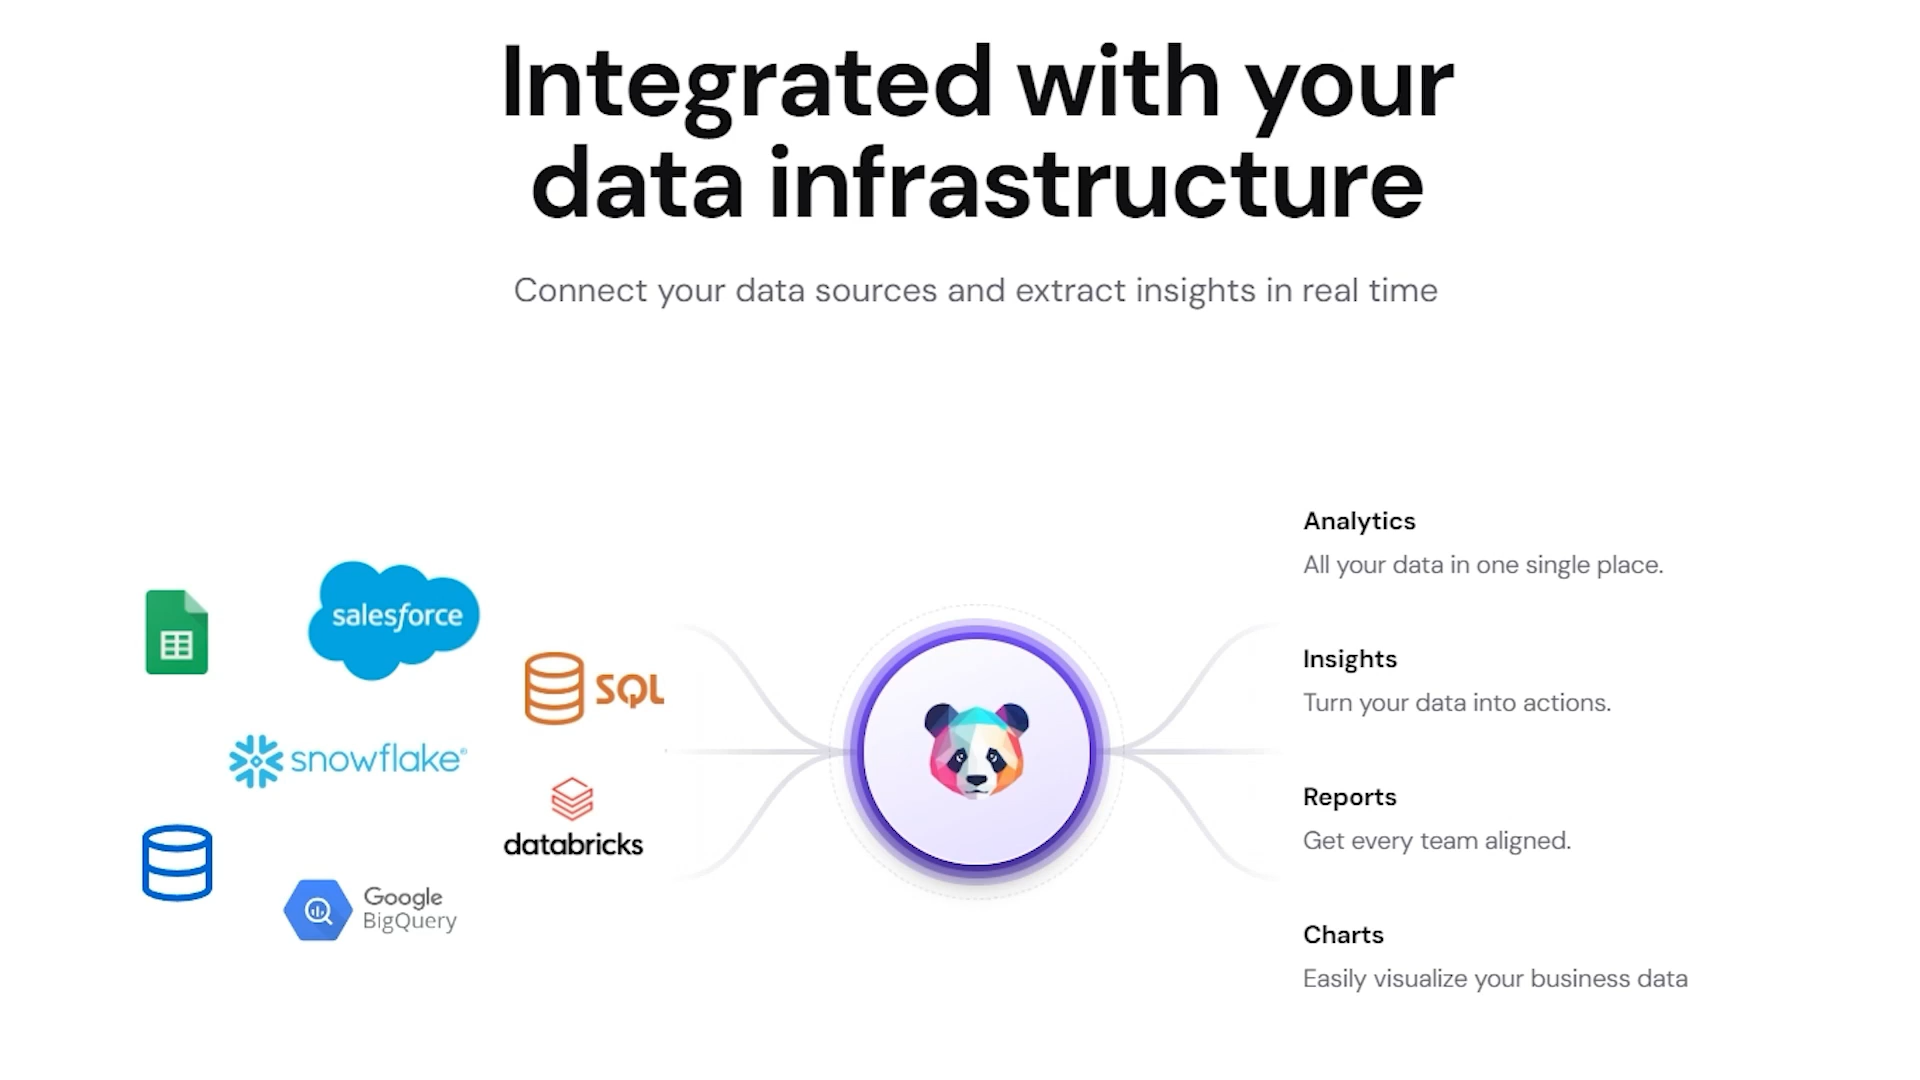 Integrated with your
data infrastructure
Connect your data sources and extract insights in real time
salesforce
SQL
snowflake®
databricks
Google
BigQuery
Analytics
All your data in one single place.
Insights
Turn your data into actions.
Reports
Get every team aligned.
Charts
Easily visualize your business data